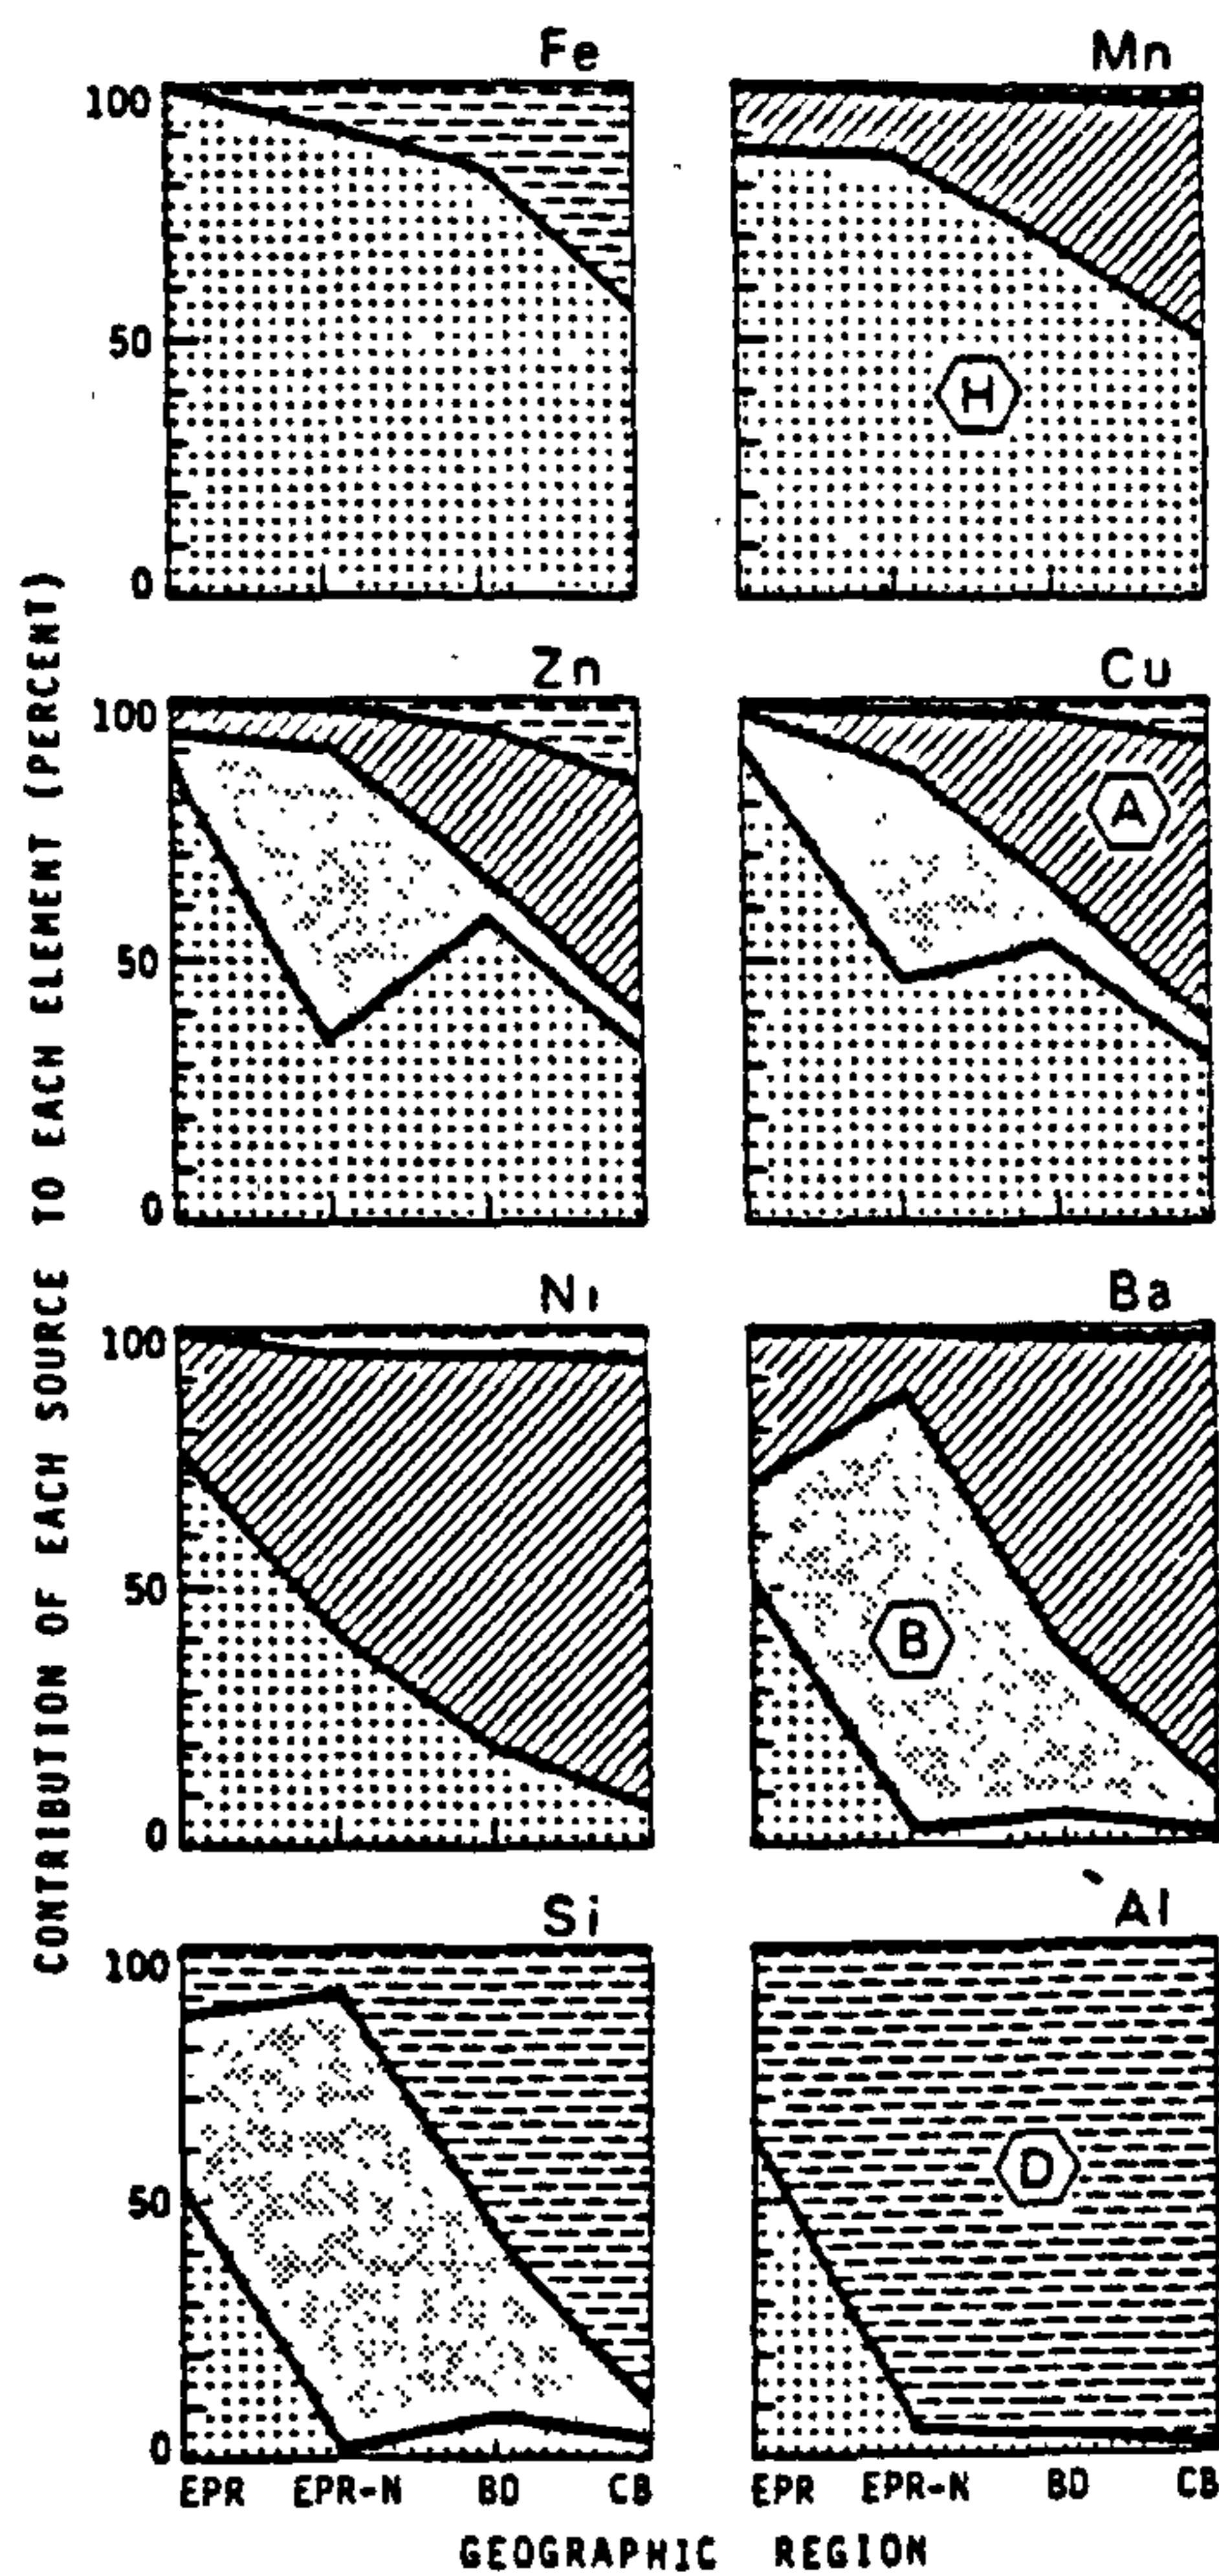 Fe Mn
100
50
0
H
Zn Cu
100
50
0
A
Ni Ba
100
50
0
B
Si Al
100
50
0
D
EPR EPR-N BD CB EPR EPR-N BD CB
GEOGRAPHIC REGION
CONTRIBUTION OF EACH SOURCE TO EACH ELEMENT (PERCENT)